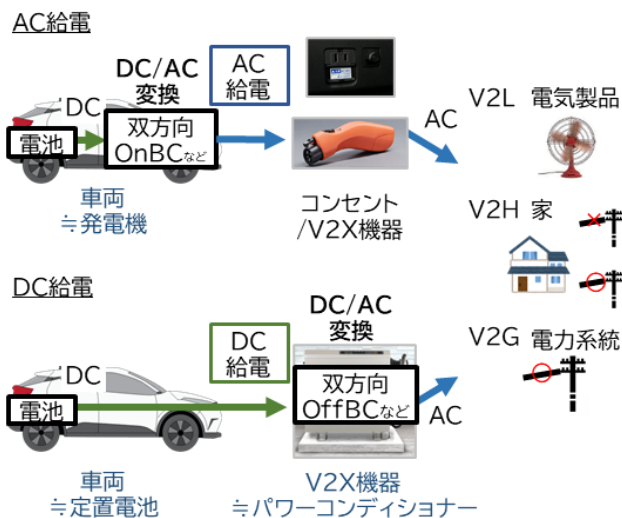 AC給電
DC/AC
変換
AC
給電
DC
電池
双方向
OnBCなど
車両
≒発電機
コンセント
/V2X機器
AC
V2L 電気製品
V2H 家
V2G 電力系統
DC給電
DC/AC
変換
DC
給電
DC
電池
双方向
OffBCなど
AC
車両
≒定置電池
V2X機器
≒パワーコンディショナー